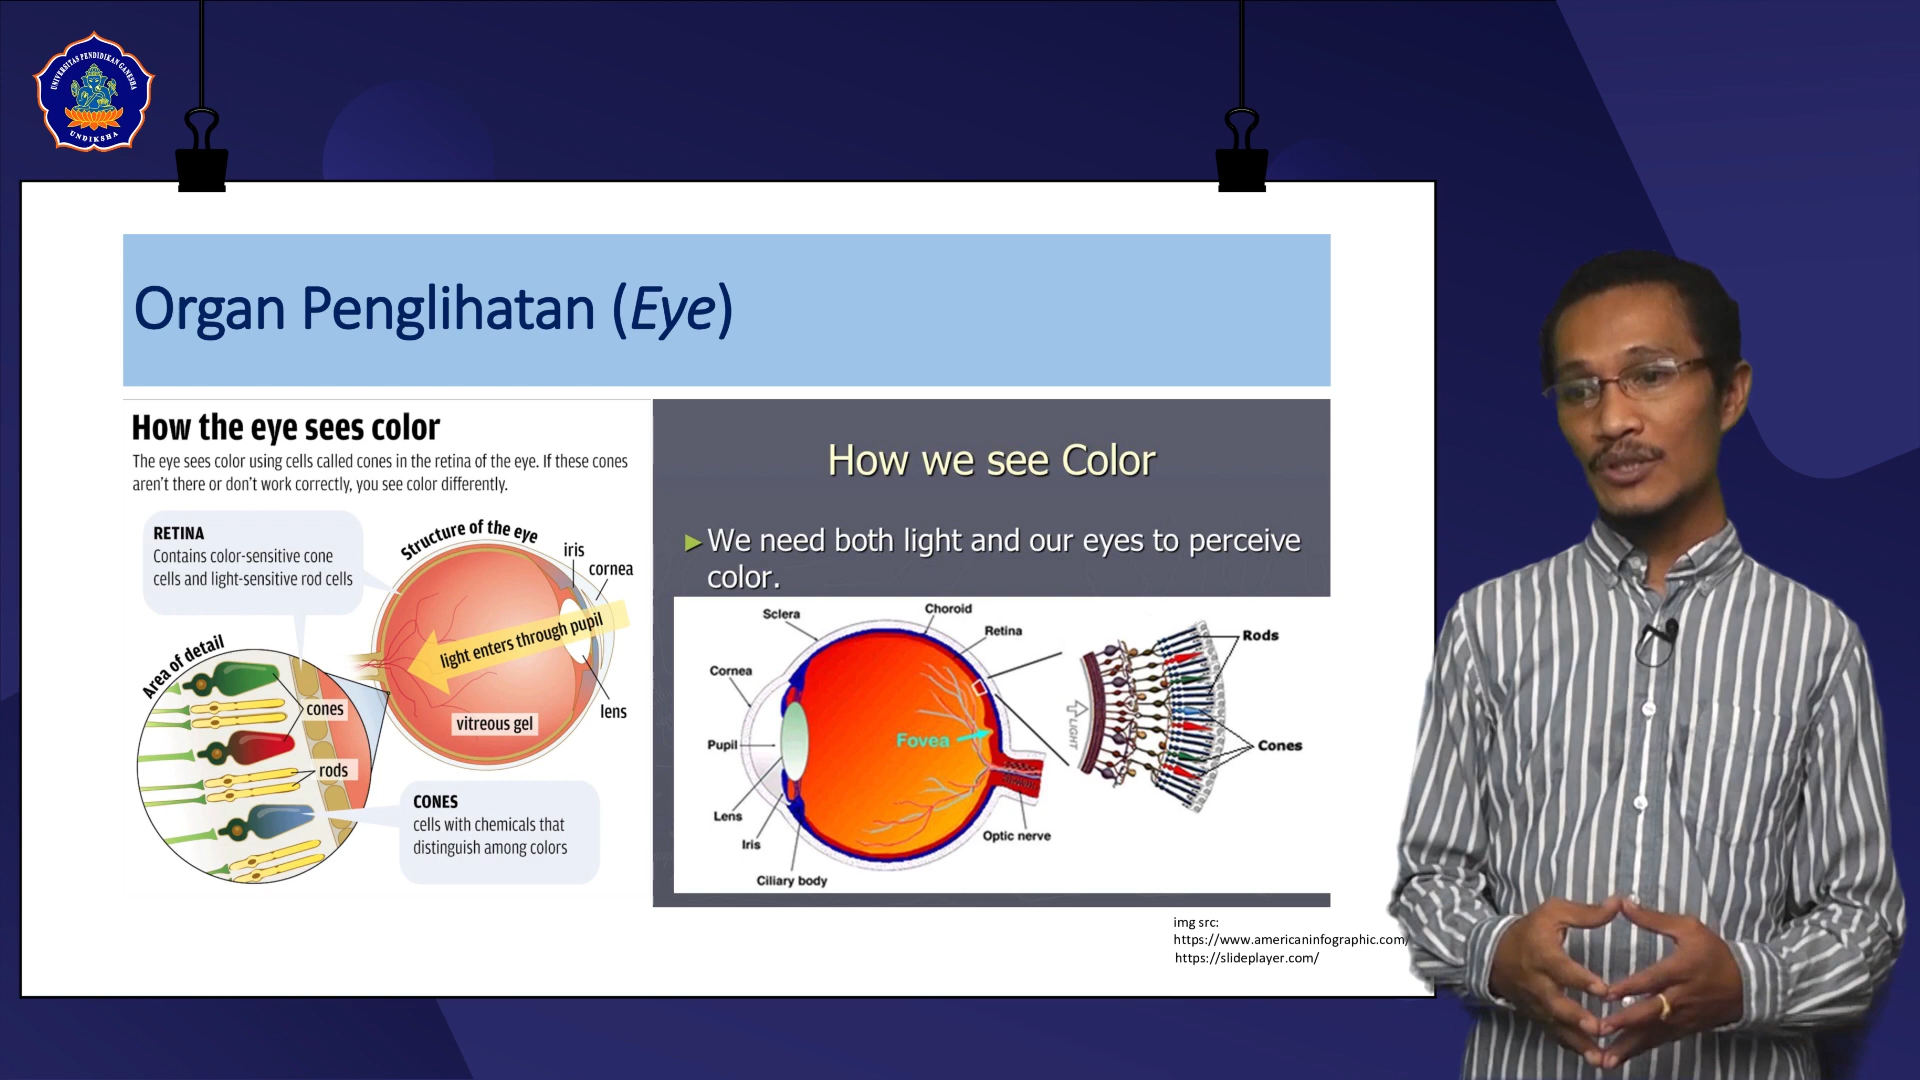 UNIVERSITAS PENDIDIKAN GANESHA
UNDIKSHA
Organ Penglihatan (Eye)
How the eye sees color
The eye sees color using cells called cones in the retina of the eye. If these cones
aren't there or don't work correctly, you see color differently.
RETINA
Contains color-sensitive cone
cells and light-sensitive rod cells
Structure of the eye
iris
cornea
light enters through pupil
lens
vitreous gel
Area of detail
cones
rods
CONES
cells with chemicals that
distinguish among colors
How we see Color
We need both light and our eyes to perceive
color.
Sclera
Choroid
Retina
Cornea
Pupil
Fovea
Lens
Iris
Ciliary body
Optic nerve
LIGHT
Rods
Cones
img src:
https://www.americaninfographic.com/
https://slideplayer.com/